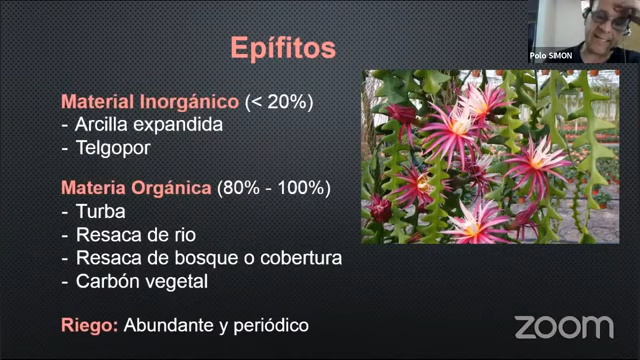 Polo SIMON
Epífitos
Material Inorgánico (< 20%)
- Arcilla expandida
- Telgopor
Materia Orgánica (80% - 100%)
- Turba
- Resaca de rio
- Resaca de bosque o cobertura
- Carbón vegetal
Riego: Abundante y periódico
zoom